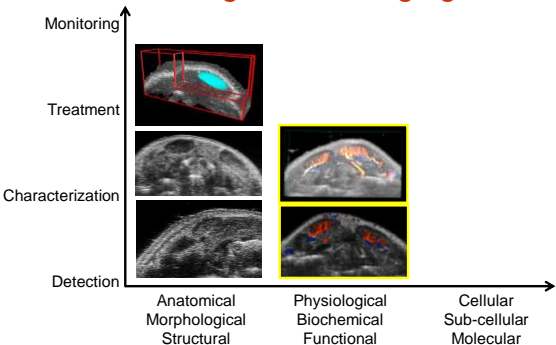 Monitoring
Treatment
Characterization
Detection
Anatomical
Morphological
Structural
Physiological
Biochemical
Functional
Cellular
Sub-cellular
Molecular